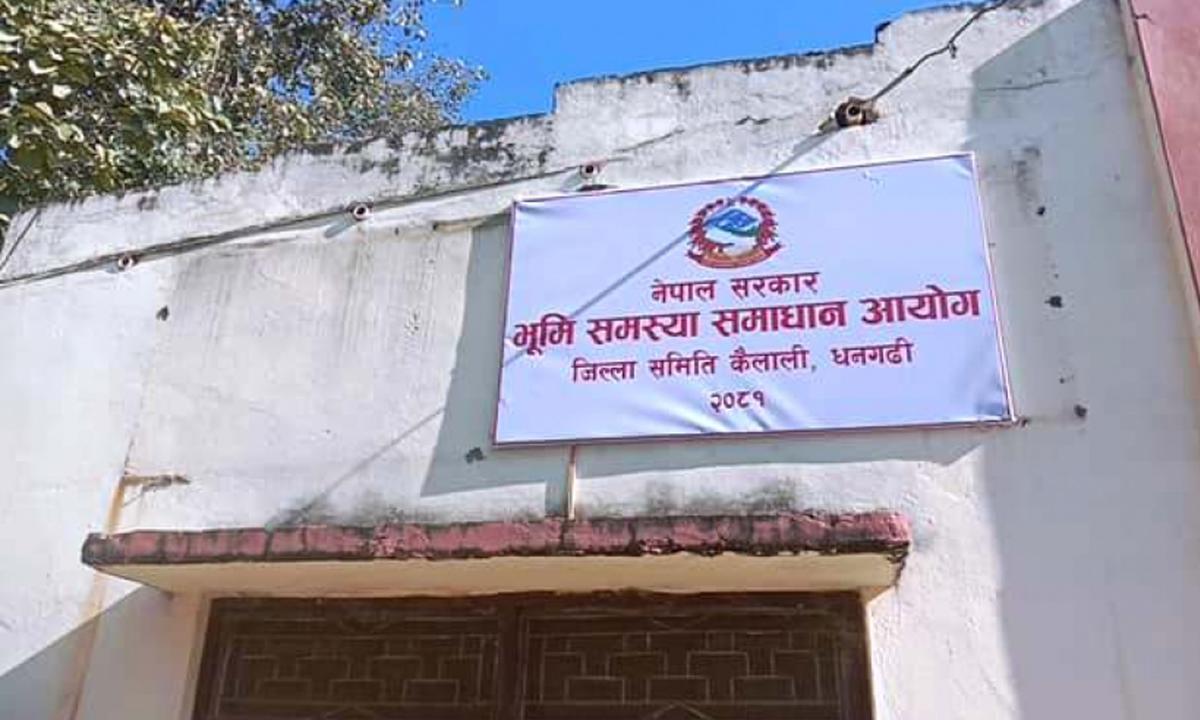 नेपाल सरकार
भूमि समस्या समाधान आयोग
जिल्ला समिति कैलाली, धनगढी
२०८१